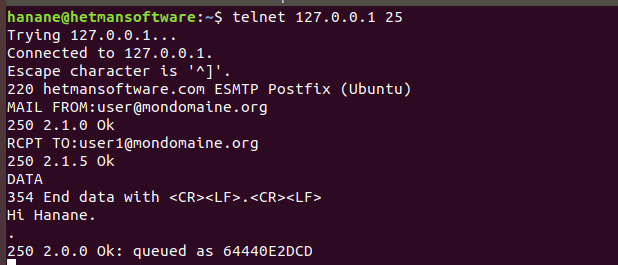 hanane@hetmansoftware:~$ telnet 127.0.0.1 25
Trying 127.0.0.1...
Connected to 127.0.0.1.
Escape character is '^]'.
220 hetmansoftware.com ESMTP Postfix (Ubuntu)
MAIL FROM:user@mondomaine.org
250 2.1.0 Ok
RCPT TO:user1@mondomaine.org
250 2.1.5 Ok
DATA
354 End data with <CR><LF>.<CR><LF>
Hi Hanane.
.
250 2.0.0 Ok: queued as 64440E2DCD